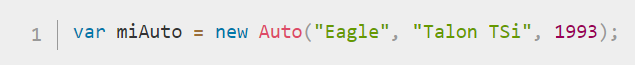 1 var miAuto = new Auto("Eagle", "Talon TSi", 1993);